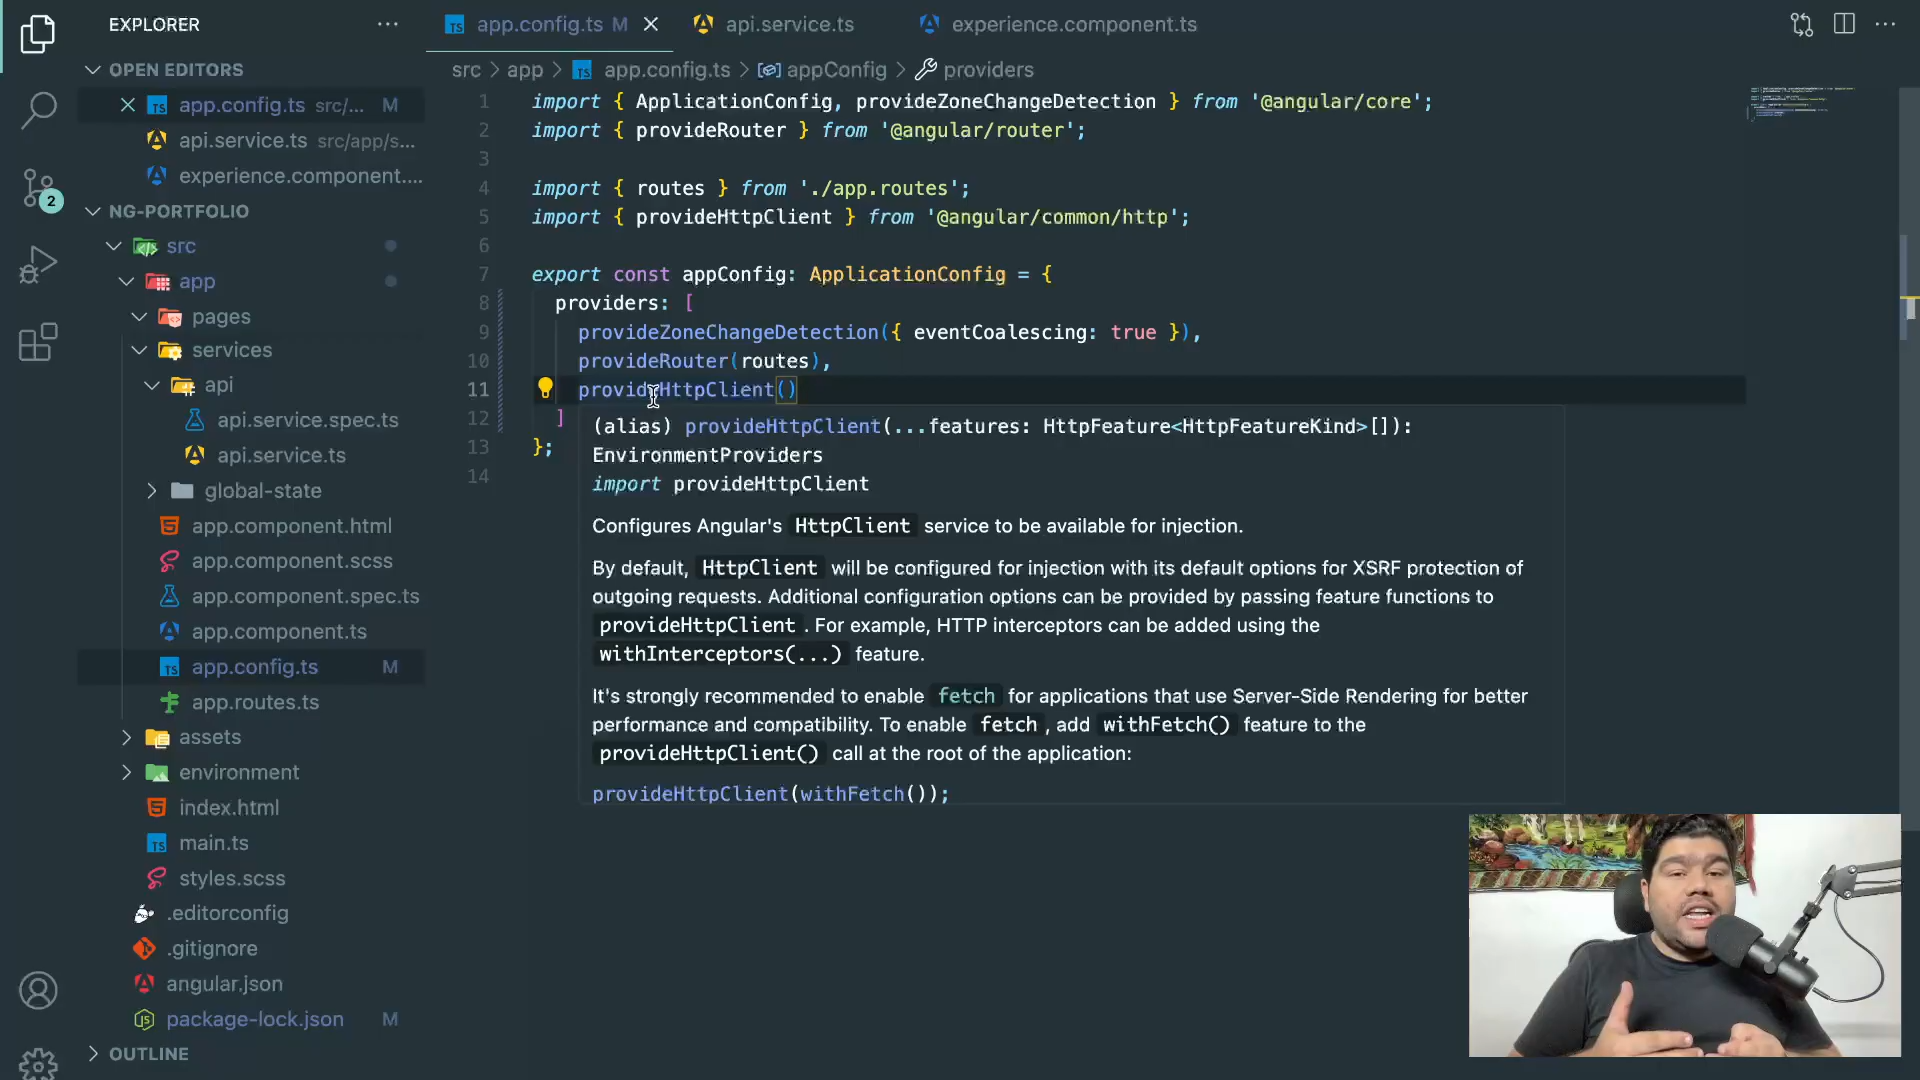 EXPLORER
OPEN EDITORS
app.config.ts src/... M
api.service.ts src/app/s...
experience.component....
2
NG-PORTFOLIO
src
app
pages
services
api
api.service.spec.ts
api.service.ts
global-state
app.component.html
app.component.scss
app.component.spec.ts
app.component.ts
app.config.ts M
app.routes.ts
assets
environment
index.html
main.ts
styles.scss
.editorconfig
.gitignore
angular.json
package-lock.json M
OUTLINE
app.config.ts M
api.service.ts
experience.component.ts
src > app > TS app.config.ts > appConfig > providers
1 import { ApplicationConfig, provideZoneChangeDetection } from '@angular/core';
2 import { provideRouter } from '@angular/router';
3
4 import { routes } from './app.routes';
5 import { provideHttpClient } from '@angular/common/http';
6
7 export const appConfig: ApplicationConfig = {
8 providers: [
9 provideZoneChangeDetection({ eventCoalescing: true }),
10 provideRouter(routes),
11 provideHttpClient()
12 ]
13 };
14
(alias) provideHttpClient(...features: HttpFeature<HttpFeatureKind>[]):
EnvironmentProviders
import provideHttpClient
Configures Angular's HttpClient service to be available for injection.
By default, HttpClient will be configured for injection with its default options for XSRF protection of
outgoing requests. Additional configuration options can be provided by passing feature functions to
provideHttpClient . For example, HTTP interceptors can be added using the
withInterceptors(...) feature.
It's strongly recommended to enable fetch for applications that use Server-Side Rendering for better
performance and compatibility. To enable fetch , add withFetch() feature to the
provideHttpClient() call at the root of the application:
provideHttpClient(withFetch());